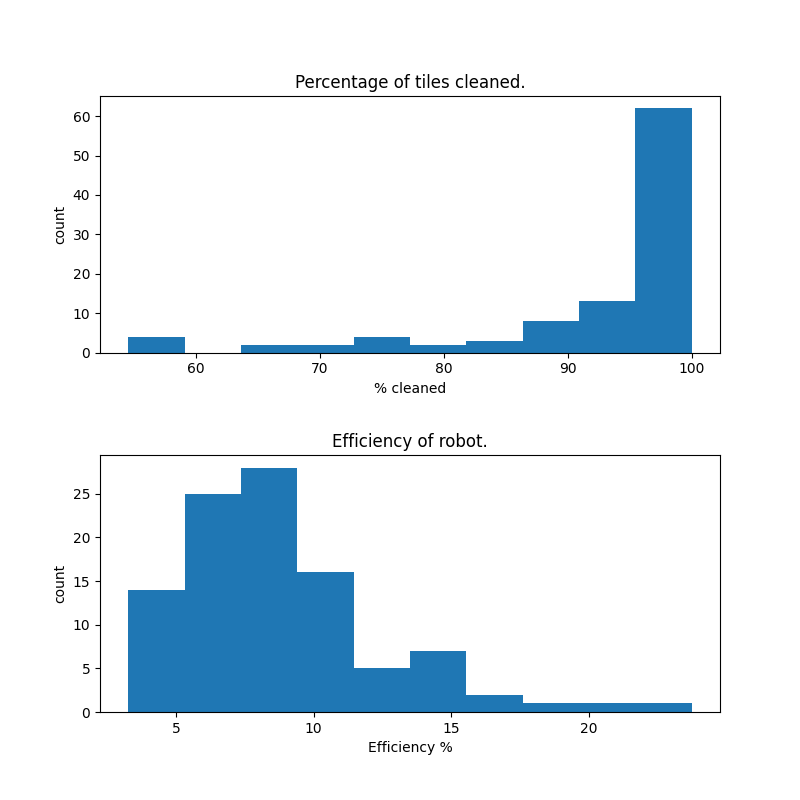 Percentage of tiles cleaned.
60
50
40
30
20
10
0
count
60 70 80 90 100
% cleaned
Efficiency of robot.
25
20
15
10
5
0
count
5 10 15 20
Efficiency %